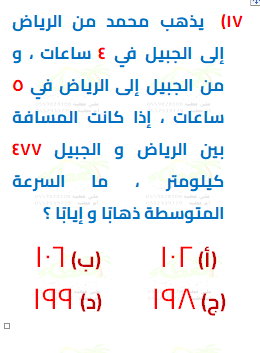 ١٧) يذهب محمد من الرياض
إلى الجبيل في ٤ ساعات ، و
من الجبيل إلى الرياض في ٥
ساعات ، إذا كانت المسافة
بين الرياض و الجبيل ٤٧٧
كيلومتر ، ما السرعة
المتوسطة ذهابًا و إيابًا ؟
(أ) ١٠٢ (ب) ١٠٦
(ج) ١٩٨ (د) ١٩٩